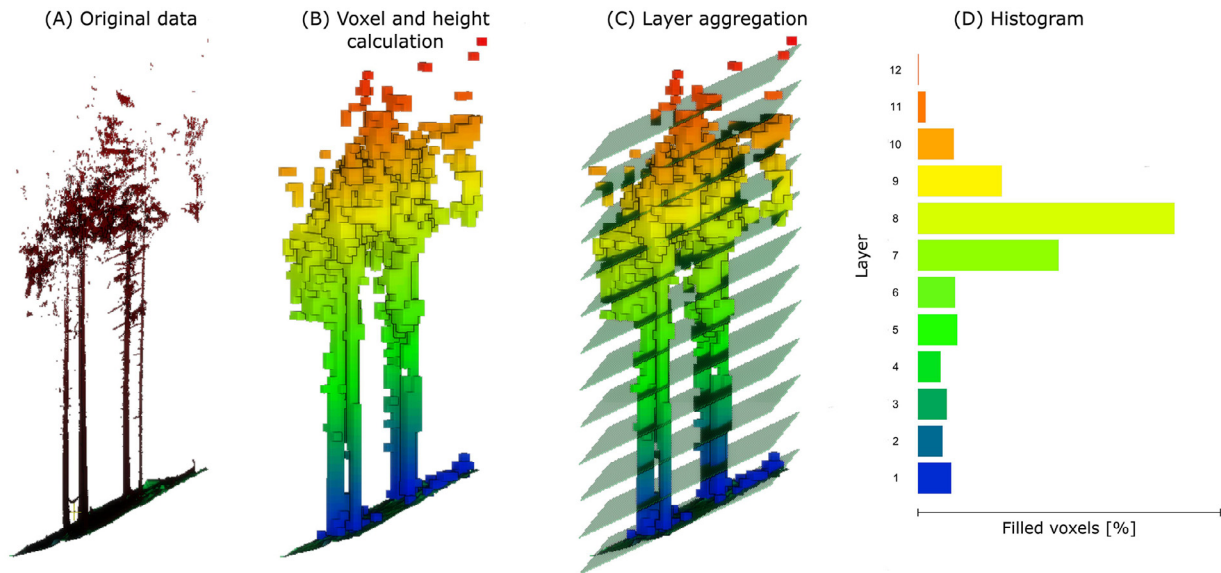 (A) Original data
(B) Voxel and height
calculation
(C) Layer aggregation
(D) Histogram
12
11
10
9
8
7
6
5
4
3
2
1
Layer
Filled voxels [%]